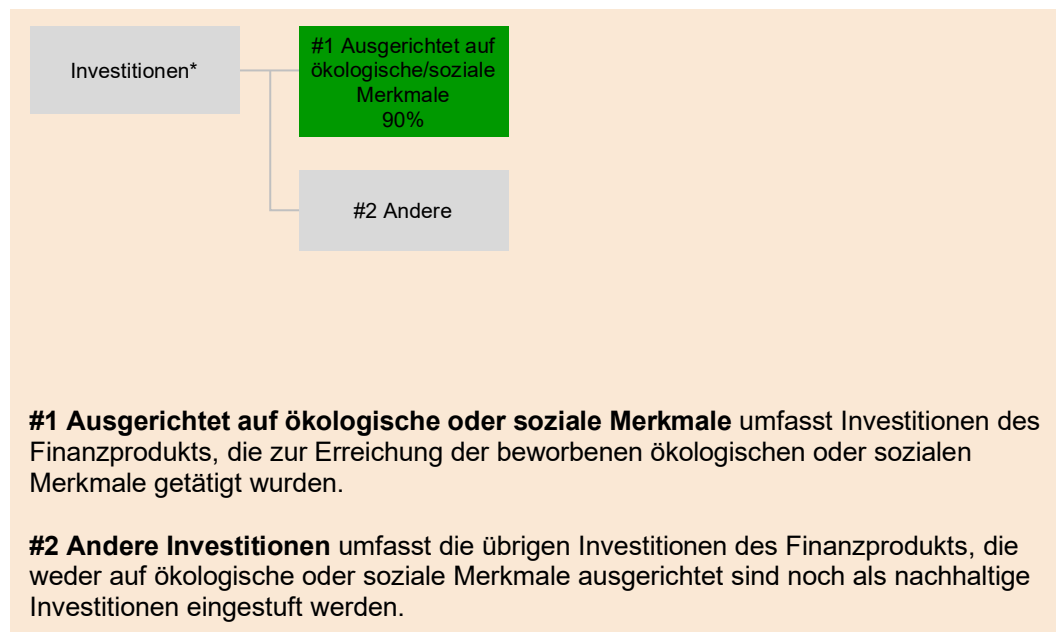 Investitionen*
#1 Ausgerichtet auf
ökologische/soziale
Merkmale
90%
#2 Andere
#1 Ausgerichtet auf ökologische oder soziale Merkmale umfasst Investitionen des
Finanzprodukts, die zur Erreichung der beworbenen ökologischen oder sozialen
Merkmale getätigt wurden.
#2 Andere Investitionen umfasst die übrigen Investitionen des Finanzprodukts, die
weder auf ökologische oder soziale Merkmale ausgerichtet sind noch als nachhaltige
Investitionen eingestuft werden.